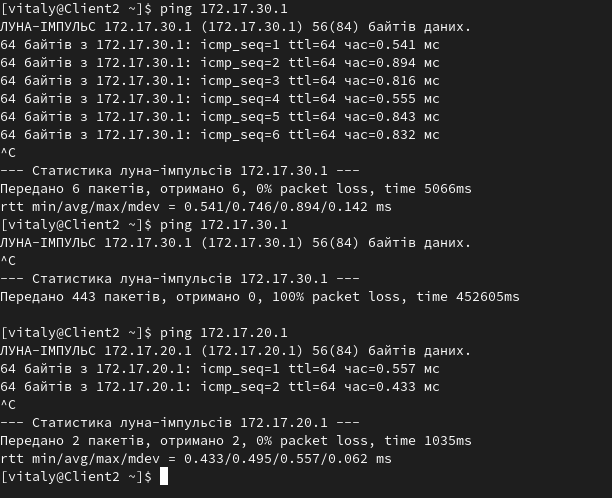 [vitaly@Client2 ~]$ ping 172.17.30.1
ЛУНА-ІМПУЛЬС 172.17.30.1 (172.17.30.1) 56(84) байтів даних.
64 байтів з 172.17.30.1: icmp_seq=1 ttl=64 час=0.541 мс
64 байтів з 172.17.30.1: icmp_seq=2 ttl=64 час=0.894 мс
64 байтів з 172.17.30.1: icmp_seq=3 ttl=64 час=0.816 мс
64 байтів з 172.17.30.1: icmp_seq=4 ttl=64 час=0.555 мс
64 байтів з 172.17.30.1: icmp_seq=5 ttl=64 час=0.843 мс
64 байтів з 172.17.30.1: icmp_seq=6 ttl=64 час=0.832 мс
^C
--- Статистика луна-імпульсів 172.17.30.1 ---
Передано 6 пакетів, отримано 6, 0% packet loss, time 5066ms
rtt min/avg/max/mdev = 0.541/0.746/0.894/0.142 ms
[vitaly@Client2 ~]$ ping 172.17.30.1
ЛУНА-ІМПУЛЬС 172.17.30.1 (172.17.30.1) 56(84) байтів даних.
^C
--- Статистика луна-імпульсів 172.17.30.1 ---
Передано 443 пакетів, отримано 0, 100% packet loss, time 452605ms
[vitaly@Client2 ~]$ ping 172.17.20.1
ЛУНА-ІМПУЛЬС 172.17.20.1 (172.17.20.1) 56(84) байтів даних.
64 байтів з 172.17.20.1: icmp_seq=1 ttl=64 час=0.557 мс
64 байтів з 172.17.20.1: icmp_seq=2 ttl=64 час=0.433 мс
^C
--- Статистика луна-імпульсів 172.17.20.1 ---
Передано 2 пакетів, отримано 2, 0% packet loss, time 1035ms
rtt min/avg/max/mdev = 0.433/0.495/0.557/0.062 ms
[vitaly@Client2 ~]$